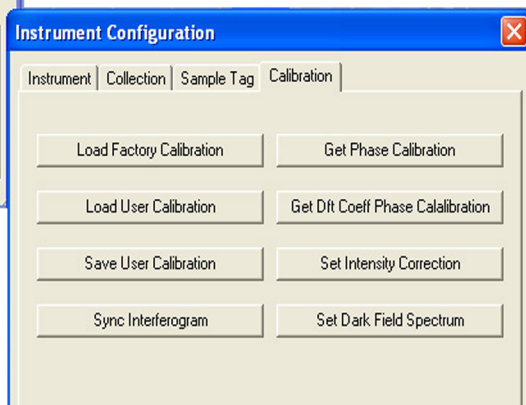 Instrument Configuration
Instrument Collection Sample Tag Calibration
Load Factory Calibration Get Phase Calibration
Load User Calibration Get Dft Coeff Phase Calalibration
Save User Calibration Set Intensity Correction
Sync Interferogram Set Dark Field Spectrum